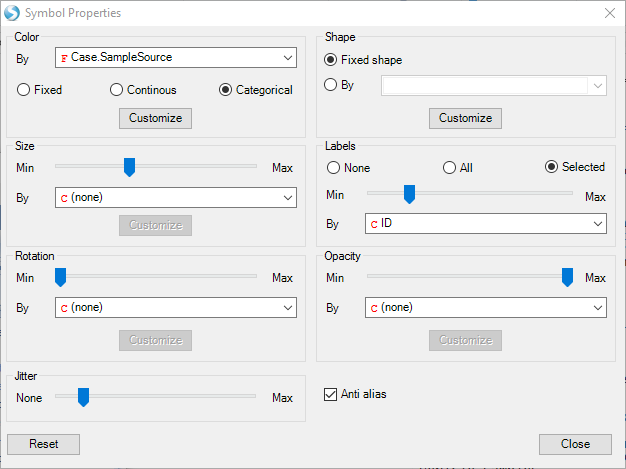 Symbol Properties
Color
By F Case.SampleSource
Fixed Continous Categorical
Customize
Shape
Fixed shape
By
Customize
Size
Min Max
By C (none)
Customize
Labels
None All Selected
Min Max
By C ID
Rotation
Min Max
By C (none)
Customize
Opacity
Min Max
By C (none)
Customize
Jitter
None Max
Anti alias
Reset Close